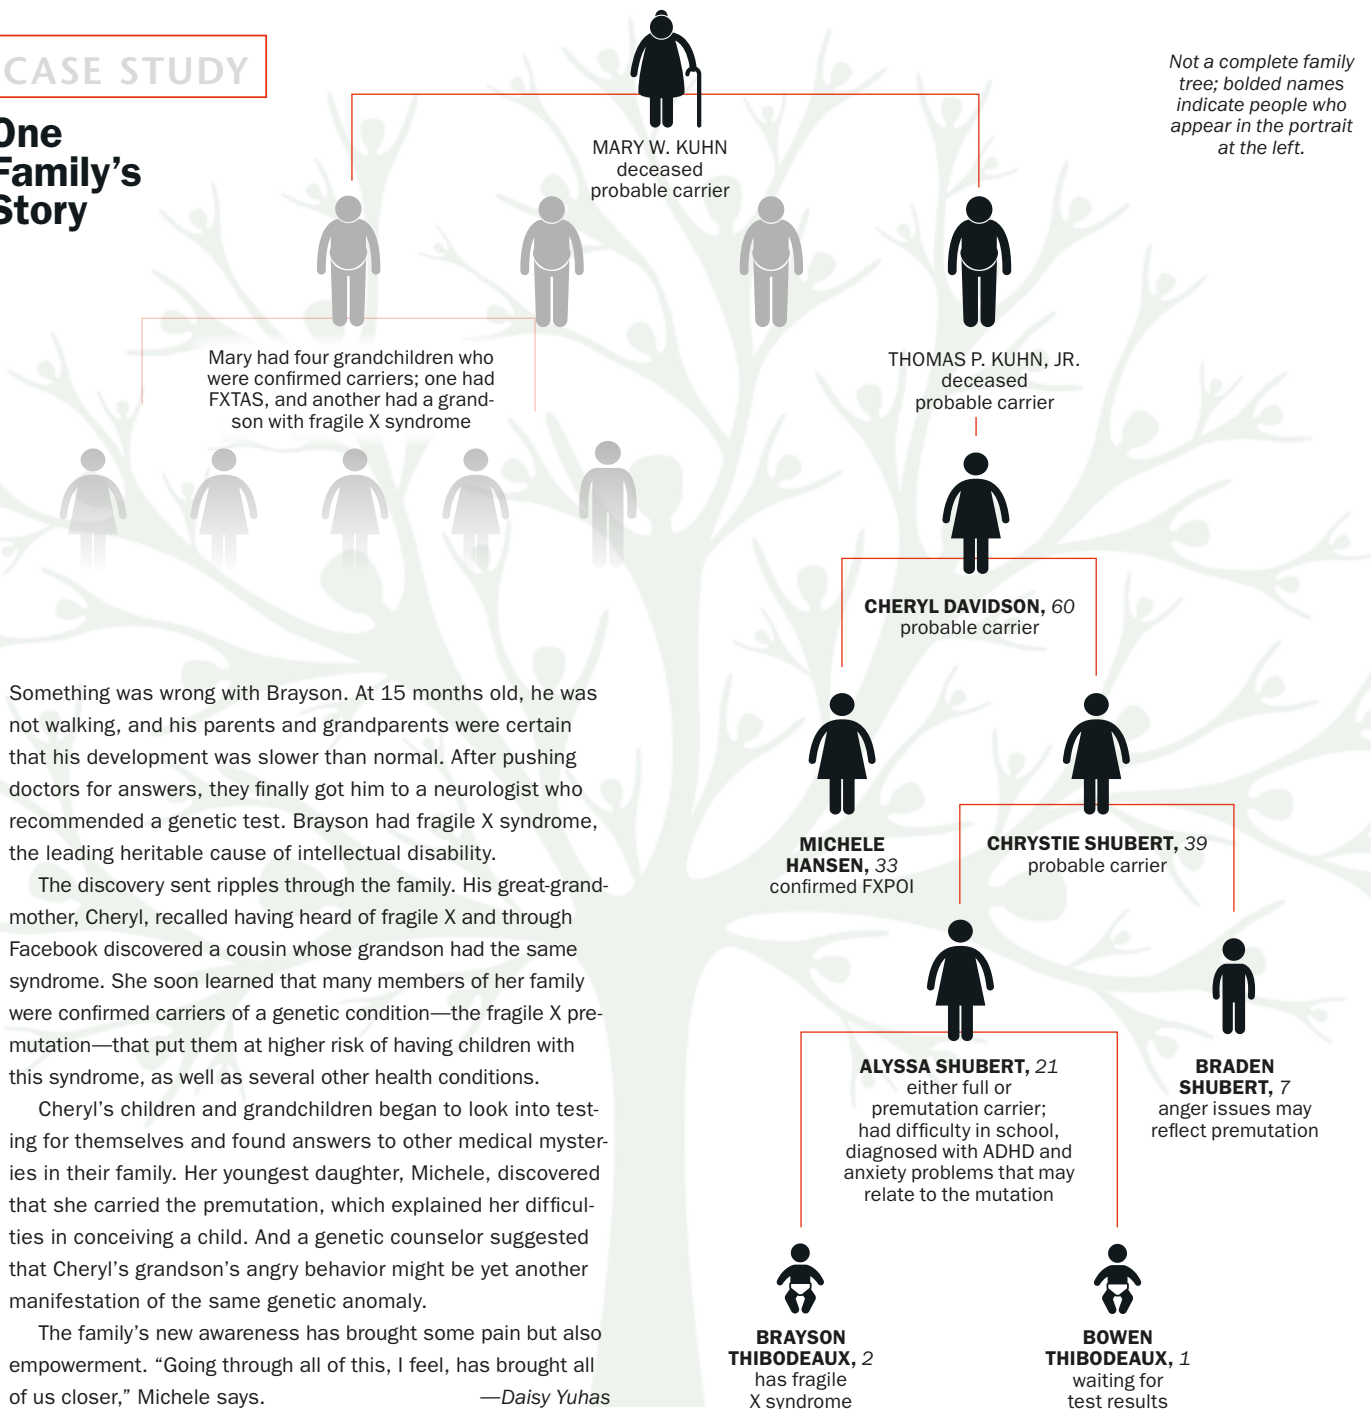 CASE STUDY
One
Family's
Story
Not a complete family
tree; bolded names
indicate people who
appear in the portrait
at the left.
MARY W. KUHN
deceased
probable carrier
Mary had four grandchildren who
were confirmed carriers; one had
FXTAS, and another had a grand-
son with fragile X syndrome
THOMAS P. KUHN, JR.
deceased
probable carrier
CHERYL DAVIDSON, 60
probable carrier
MICHELE
HANSEN, 33
confirmed FXPOI
CHRYSTIE SHUBERT, 39
probable carrier
ALYSSA SHUBERT, 21
either full or
premutation carrier;
had difficulty in school,
diagnosed with ADHD and
anxiety problems that may
relate to the mutation
BRADEN
SHUBERT, 7
anger issues may
reflect premutation
BRAYSON
THIBODEAUX, 2
has fragile
X syndrome
BOWEN
THIBODEAUX, 1
waiting for
test results
Something was wrong with Brayson. At 15 months old, he was
not walking, and his parents and grandparents were certain
that his development was slower than normal. After pushing
doctors for answers, they finally got him to a neurologist who
recommended a genetic test. Brayson had fragile X syndrome,
the leading heritable cause of intellectual disability.
The discovery sent ripples through the family. His great-grand-
mother, Cheryl, recalled having heard of fragile X and through
Facebook discovered a cousin whose grandson had the same
syndrome. She soon learned that many members of her family
were confirmed carriers of a genetic condition—the fragile X pre-
mutation—that put them at higher risk of having children with
this syndrome, as well as several other health conditions.
Cheryl's children and grandchildren began to look into test-
ing for themselves and found answers to other medical myster-
ies in their family. Her youngest daughter, Michele, discovered
that she carried the premutation, which explained her difficul-
ties in conceiving a child. And a genetic counselor suggested
that Cheryl's grandson's angry behavior might be yet another
manifestation of the same genetic anomaly.
The family's new awareness has brought some pain but also
empowerment. “Going through all of this, I feel, has brought all
of us closer,” Michele says. —Daisy Yuhas